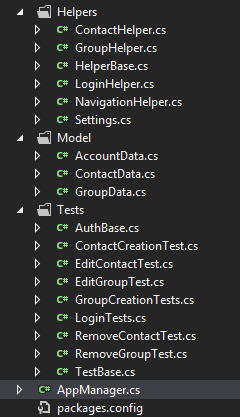 Helpers
C# ContactHelper.cs
C# GroupHelper.cs
C# HelperBase.cs
C# LoginHelper.cs
C# NavigationHelper.cs
C# Settings.cs
Model
C# AccountData.cs
C# ContactData.cs
C# GroupData.cs
Tests
C# AuthBase.cs
C# ContactCreationTest.cs
C# EditContactTest.cs
C# EditGroupTest.cs
C# GroupCreationTests.cs
C# LoginTests.cs
C# RemoveContactTest.cs
C# RemoveGroupTest.cs
C# TestBase.cs
C# AppManager.cs
packages.config